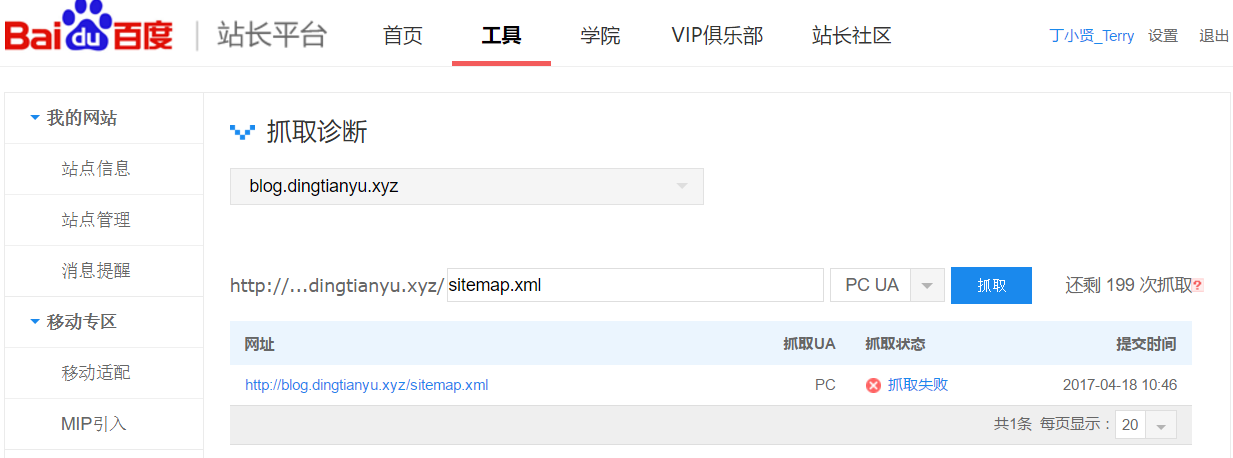 Bai du 百度 | 站长平台 首页 工具 学院 VIP俱乐部 站长社区 丁小贤_Terry 设置 退出
我的网站
抓取诊断
站点信息
blog.dingtianyu.xyz
站点管理
消息提醒
http://...dingtianyu.xyz/ sitemap.xml PC UA 抓取 还剩 199 次抓取?
移动专区
网址 抓取UA 抓取状态 提交时间
移动适配
http://blog.dingtianyu.xyz/sitemap.xml PC 抓取失败 2017-04-18 10:46
MIP引入
共1条 每页显示： 20